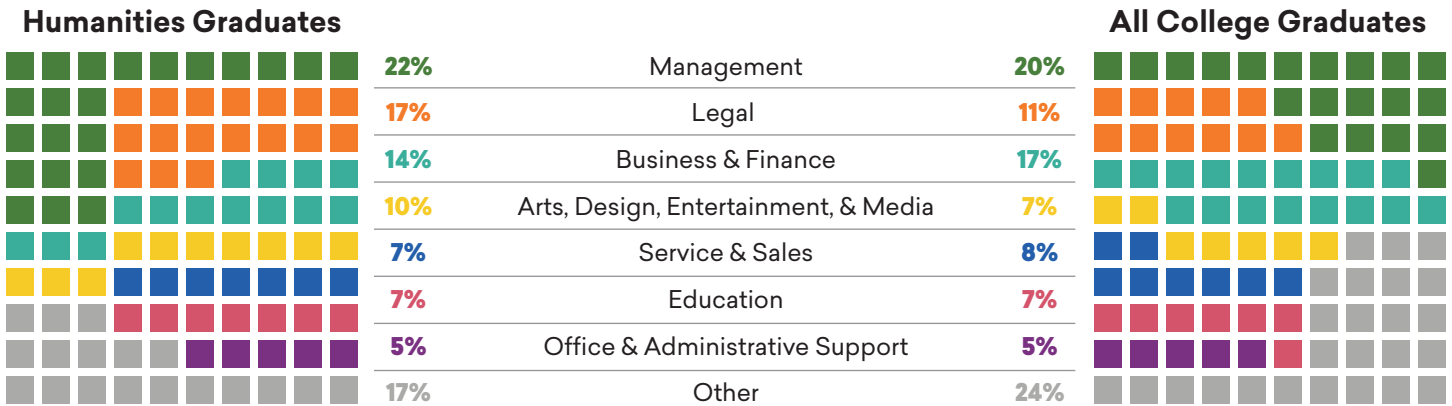 Humanities Graduates
All College Graduates
22% Management 20%
17% Legal 11%
14% Business & Finance 17%
10% Arts, Design, Entertainment, & Media 7%
7% Service & Sales 8%
7% Education 7%
5% Office & Administrative Support 5%
17% Other 24%